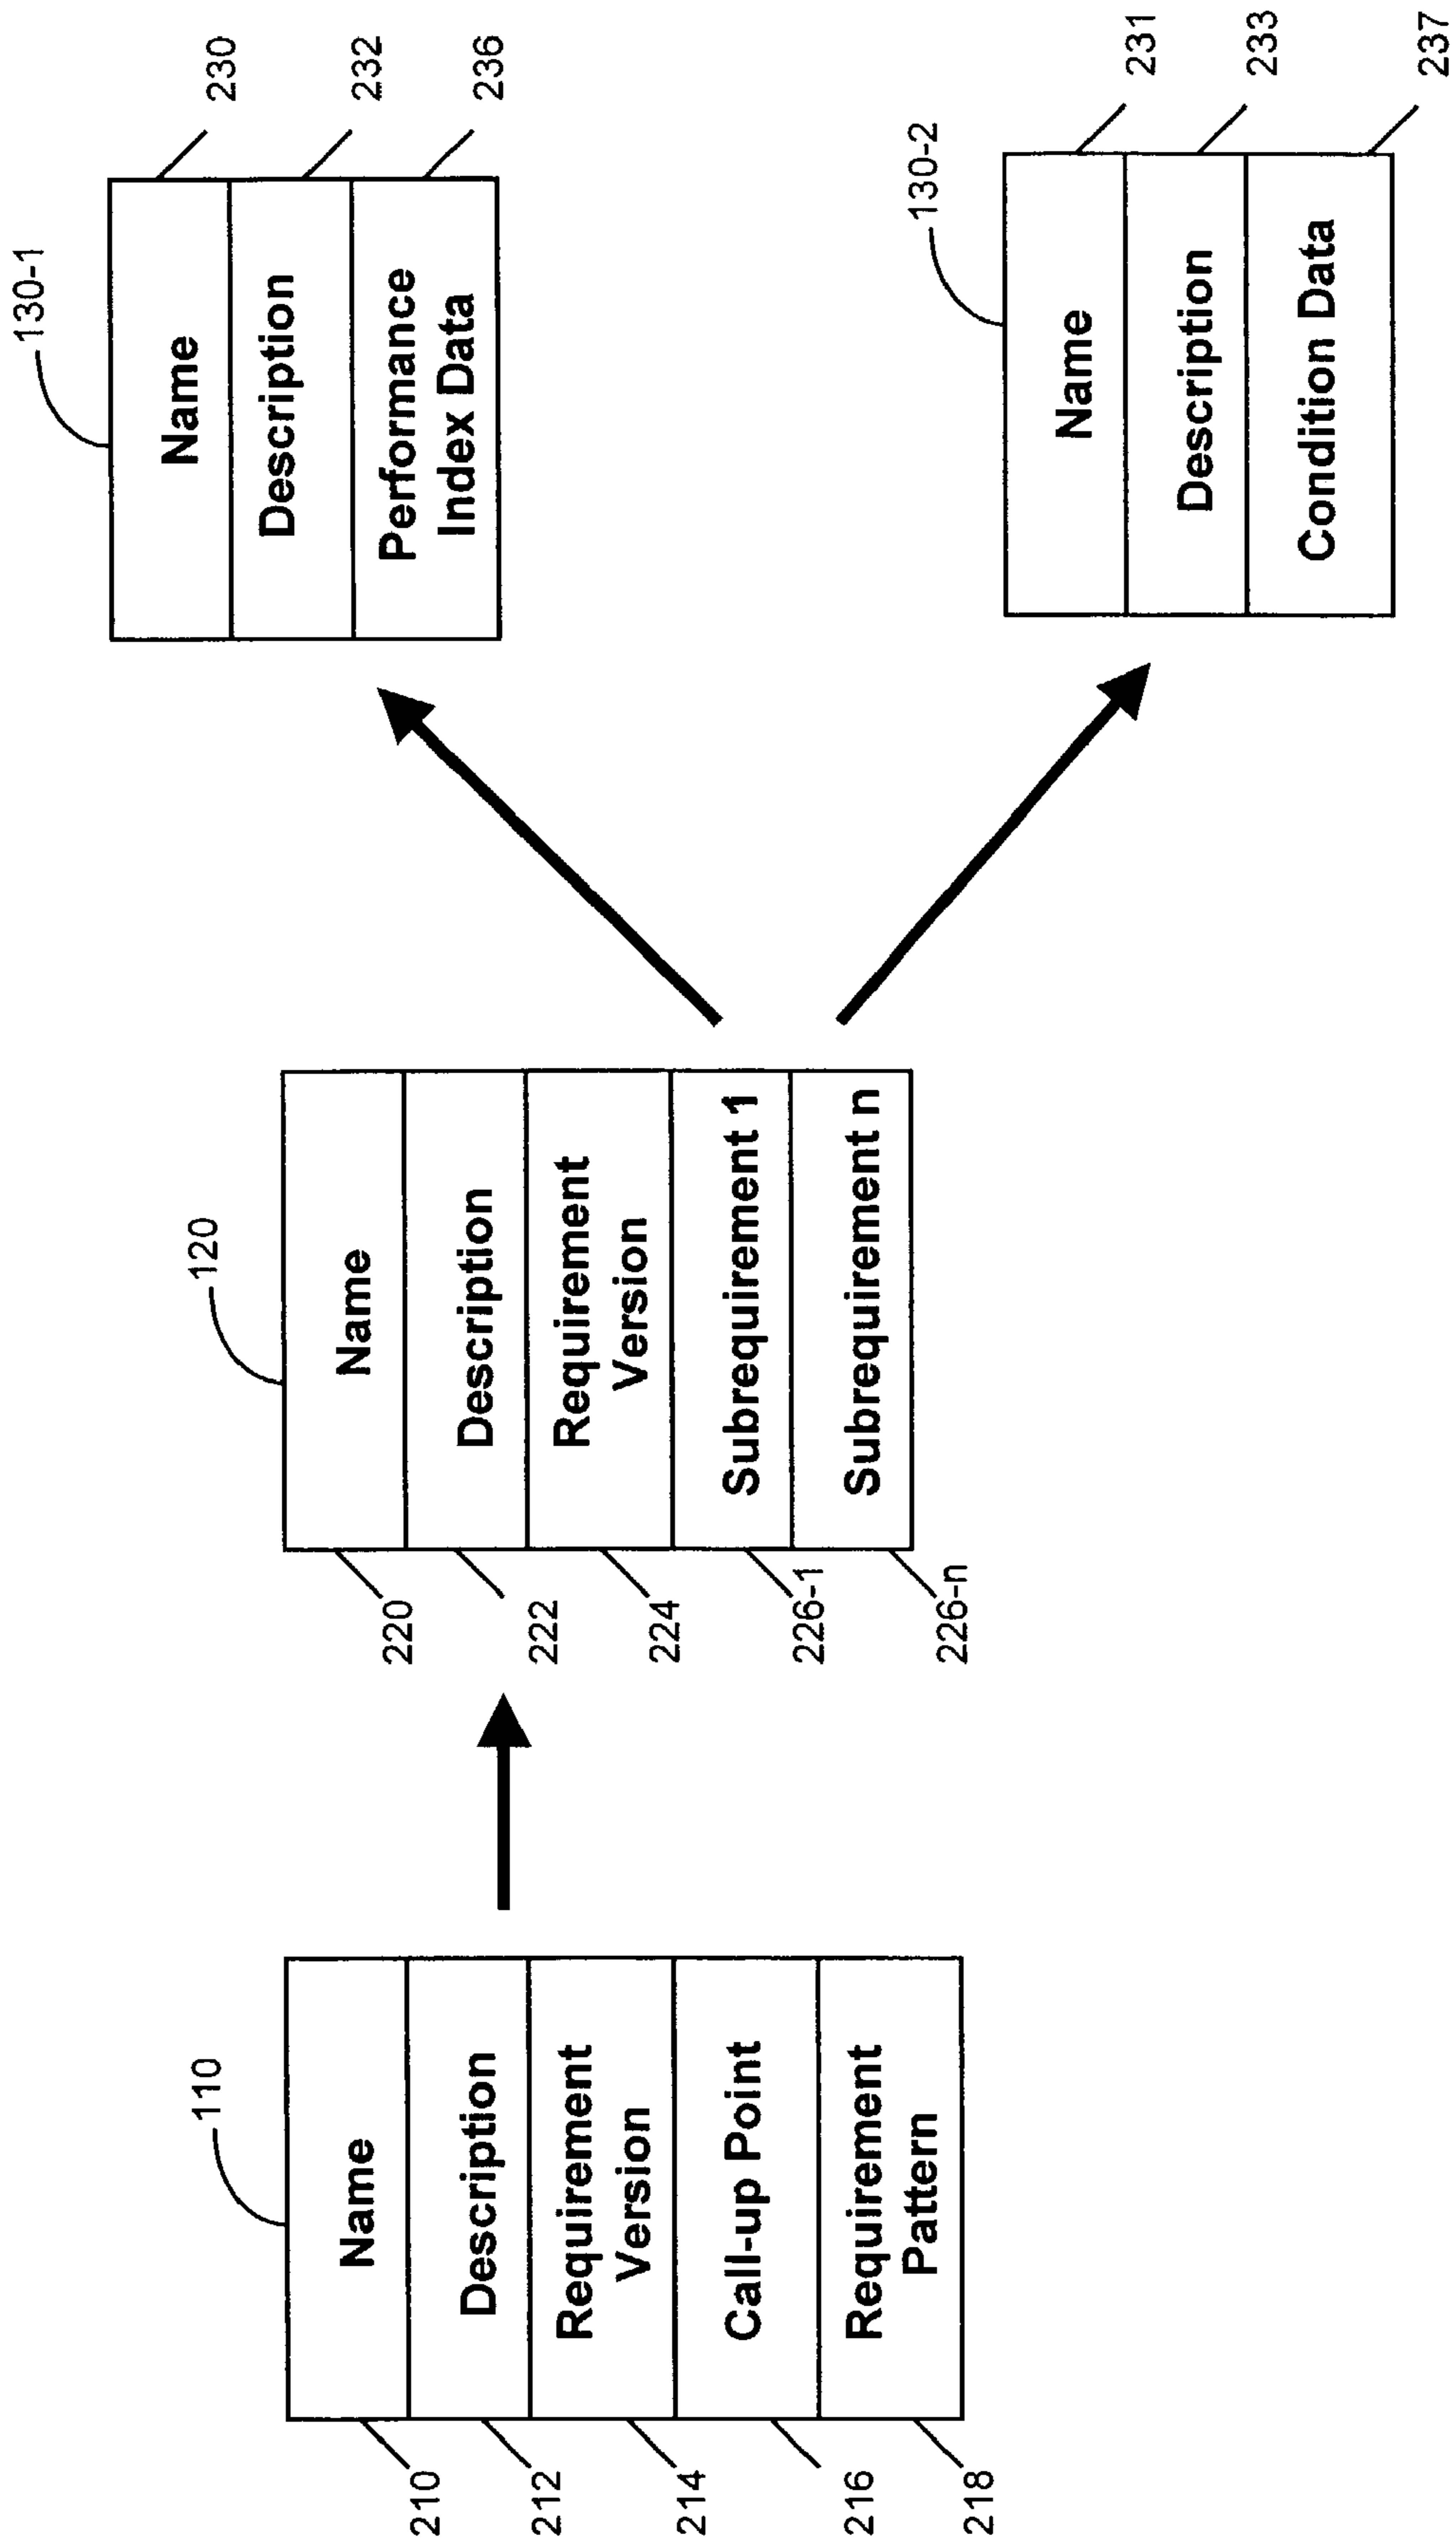 110
Name
Description
Requirement
Version
Call-up Point
Requirement
Pattern
210
212
214
216
218
120
Name
Description
Requirement
Version
Subrequirement 1
Subrequirement n
220
222
224
226-1
226-n
130-1
Name
Description
Performance
Index Data
230
232
236
130-2
Name
Description
Condition Data
231
233
237